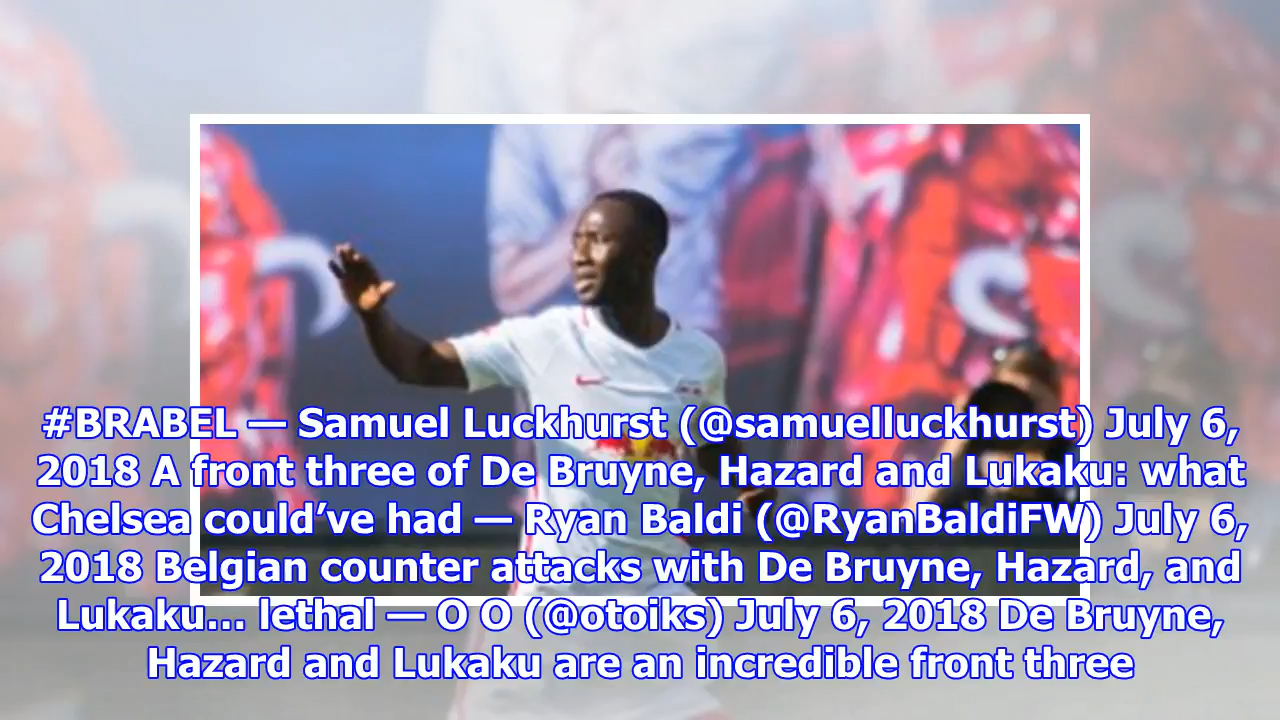 #BRABEL — Samuel Luckhurst (@samuelluckhurst) July 6,
2018 A front three of De Bruyne, Hazard and Lukaku: what
Chelsea could’ve had — Ryan Baldi (@RyanBaldiFW) July 6,
2018 Belgian counter attacks with De Bruyne, Hazard, and
Lukaku... lethal — O O (@otoiks) July 6, 2018 De Bruyne,
Hazard and Lukaku are an incredible front three